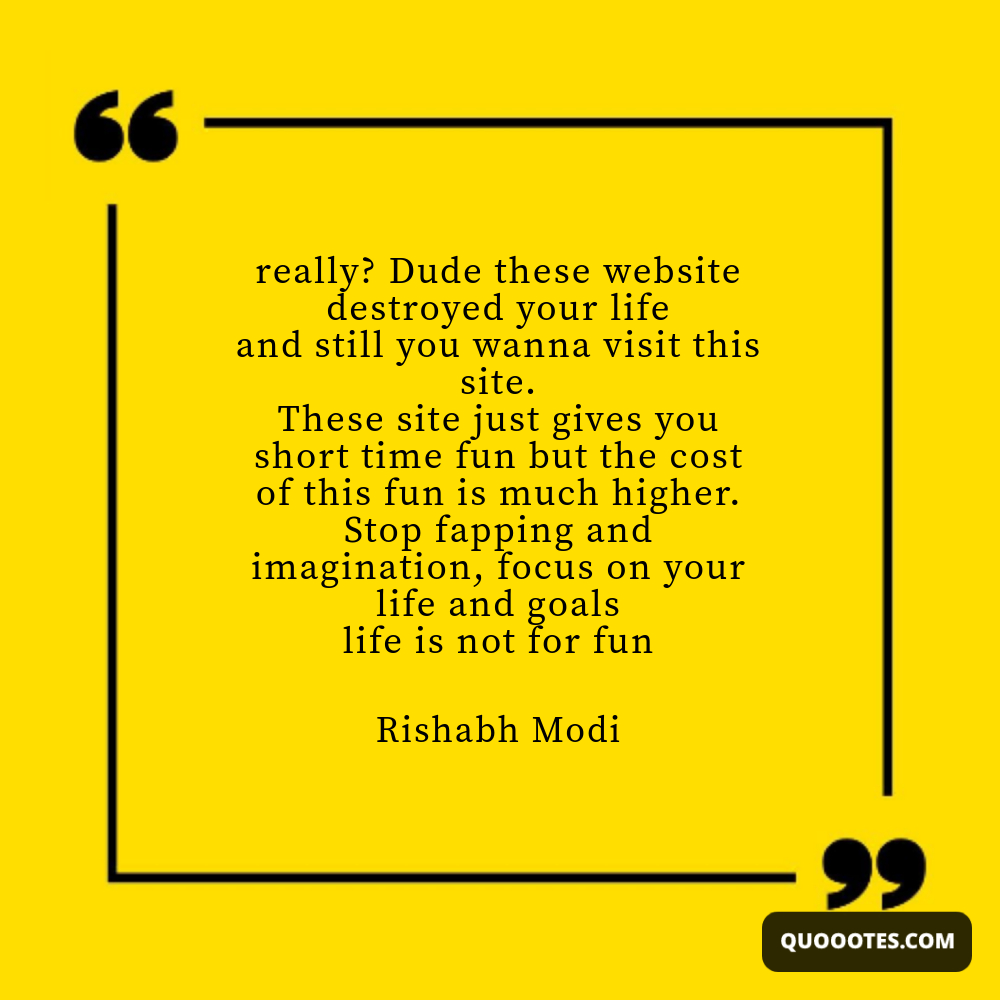 “
really? Dude these website
destroyed your life
and still you wanna visit this
site.
These site just gives you
short time fun but the cost
of this fun is much higher.
Stop fapping and
imagination, focus on your
life and goals
life is not for fun
Rishabh Modi
”
QUOOOTES.COM